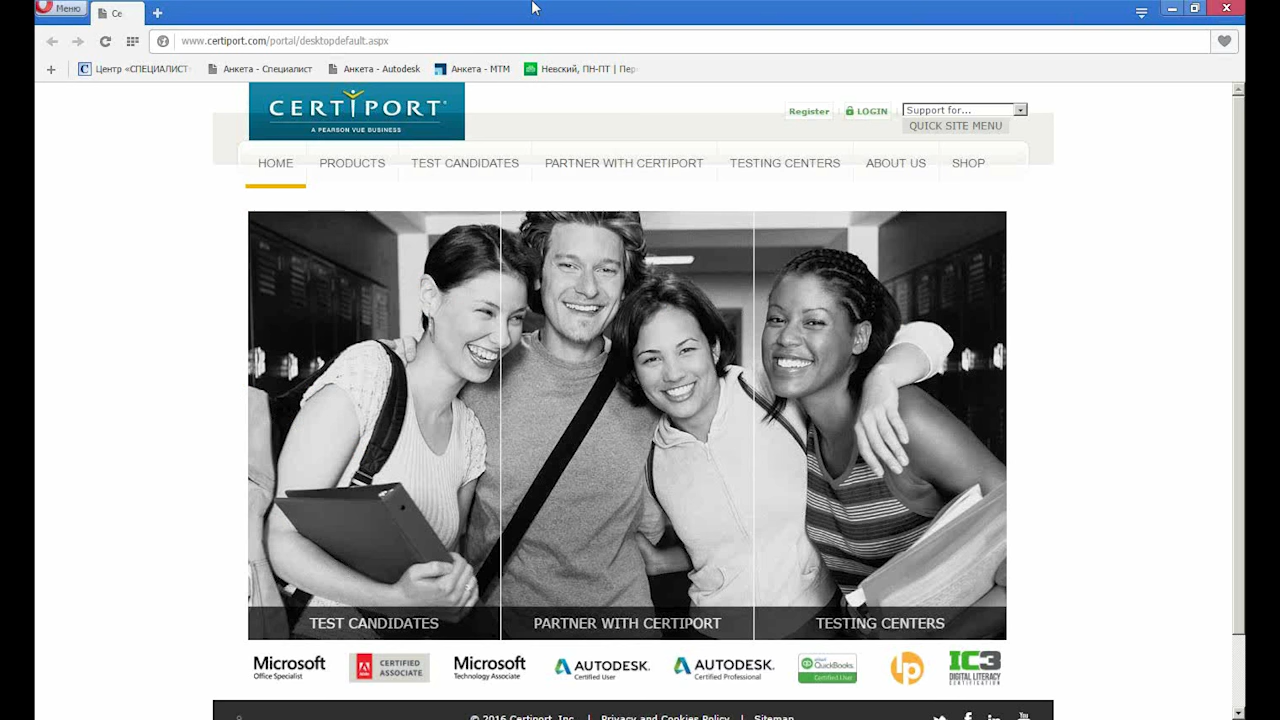 Меню
Се
www.certiport.com/portal/desktopdefault.aspx
Центр «СПЕЦИАЛИСТ
Анкета - Специалист
Анкета - Autodesk
Анкета - МТМ
Невский, ПН-ПТ | Пер
CERTIPORT
A PEARSON VUE BUSINESS
Register
LOGIN
Support for...
QUICK SITE MENU
HOME
PRODUCTS
TEST CANDIDATES
PARTNER WITH CERTIPORT
TESTING CENTERS
ABOUT US
SHOP
TEST CANDIDATES
PARTNER WITH CERTIPORT
TESTING CENTERS
Microsoft
Office Specialist
CERTIFIED
ASSOCIATE
Microsoft
Technology Associate
AUTODESK.
Certified User
AUTODESK.
Certified Professional
QuickBooks.
Certified User
IC3
DIGITAL LITERACY
CERTIFICATION
© 2016 Certiport, Inc. | Privacy and Cookies Policy | Sitemap